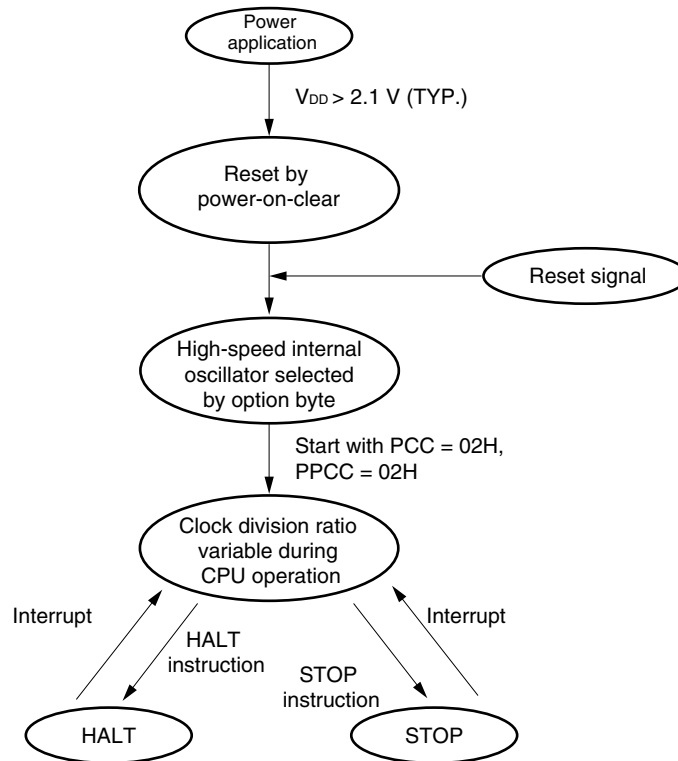 Power
application
VDD > 2.1 V (TYP.)
Reset by
power-on-clear
Reset signal
High-speed internal
oscillator selected
by option byte
Start with PCC = 02H,
PPCC = 02H
Clock division ratio
variable during
CPU operation
Interrupt
HALT
instruction
STOP
instruction
Interrupt
HALT
STOP